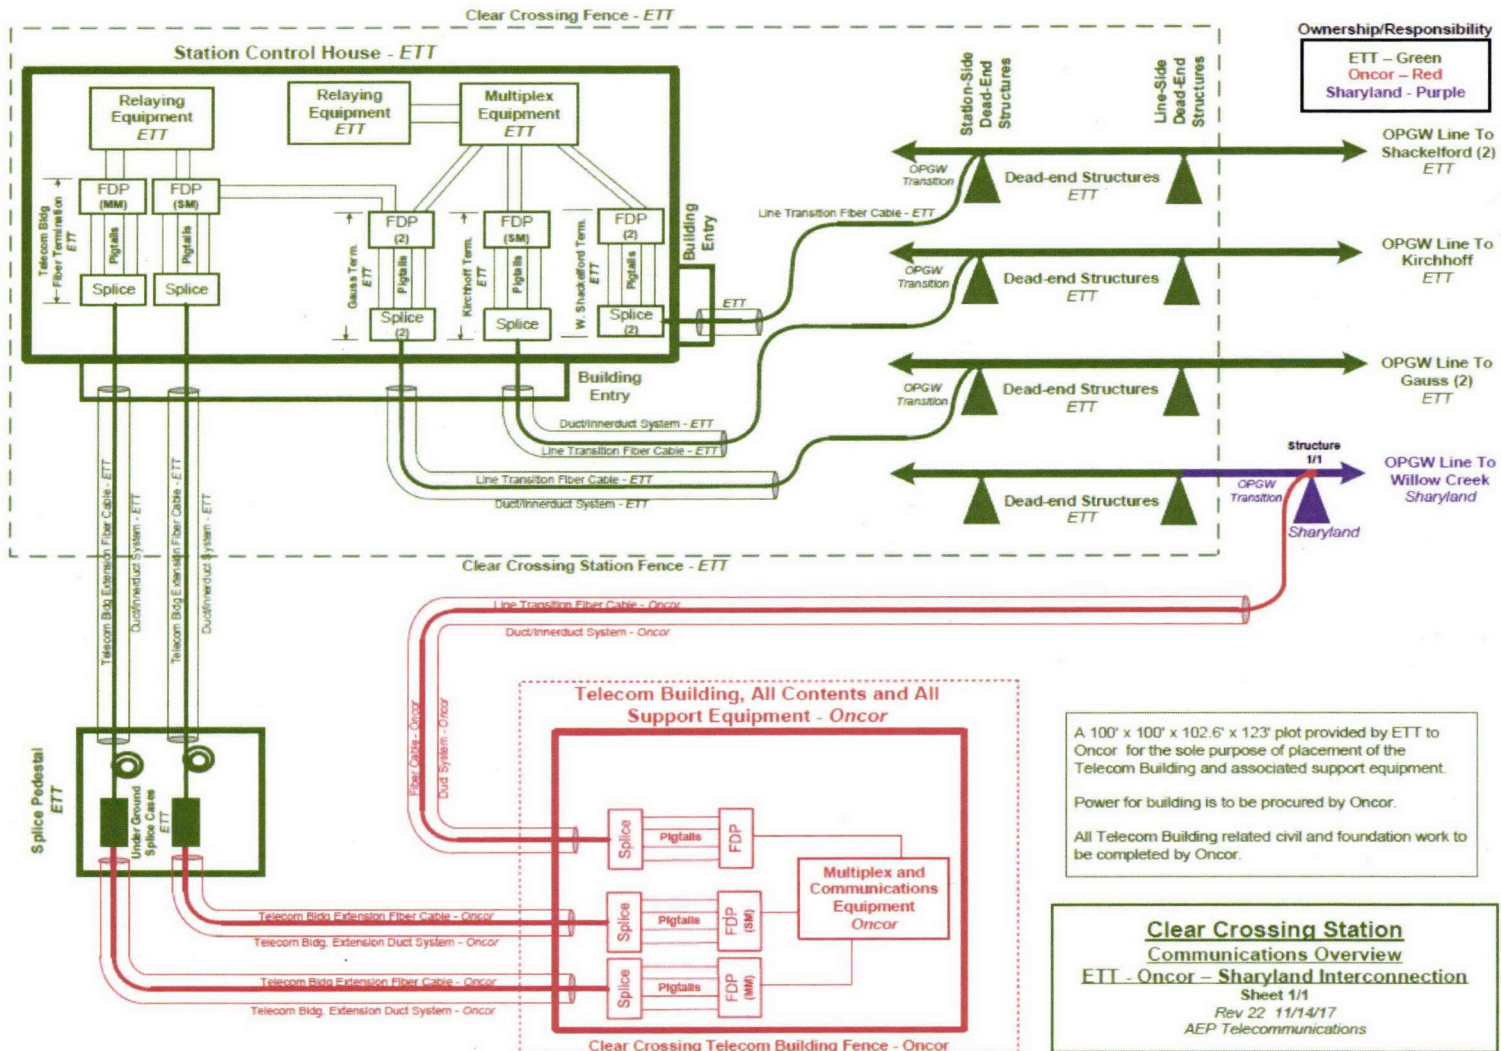 Clear Crossing Fence - ETT
Station Control House - ETT
Relaying
Equipment
ETT
Relaying
Equipment
ETT
Multiplex
Equipment
ETT
Telecom Bldg
Fiber Termination
ETT
FDP
(MM)
Pigtails
Splice
FDP
(SM)
Pigtails
Splice
Gauss Term.
ETT
FDP
(2)
Pigtails
Splice
(2)
Kirchhoff Term.
ETT
FDP
(SM)
Pigtails
Splice
W. Shackelford Term.
ETT
FDP
(2)
Pigtails
Splice
(2)
Building
Entry
ETT
Building
Entry
Station-Side
Dead-End
Structures
Line-Side
Dead-End
Structures
Ownership/Responsibility
ETT – Green
Oncor – Red
Sharyland - Purple
OPGW
Transition
Dead-end Structures
ETT
OPGW Line To
Shackelford (2)
ETT
Line Transition Fiber Cable - ETT
OPGW
Transition
Dead-end Structures
ETT
OPGW Line To
Kirchhoff
ETT
OPGW
Transition
Dead-end Structures
ETT
OPGW Line To
Gauss (2)
ETT
Duct/Innerduct System - ETT
Line Transition Fiber Cable - ETT
Line Transition Fiber Cable - ETT
Duct/Innerduct System - ETT
Dead-end Structures
ETT
Structure
1/1
OPGW
Transition
Sharyland
OPGW Line To
Willow Creek
Sharyland
Clear Crossing Station Fence - ETT
Telecom Bldg Extension Fiber Cable - ETT
Duct/Innerduct System - ETT
Telecom Bldg Extension Fiber Cable - ETT
Duct/Innerduct System - ETT
Line Transition Fiber Cable - Oncor
Duct/Innerduct System - Oncor
Fiber Cable - Oncor
Duct System - Oncor
Splice Pedestal
ETT
Under Ground
Splice Cases
ETT
Telecom Building, All Contents and All
Support Equipment - Oncor
Splice
Pigtails
FDP
Multiplex and
Communications
Equipment
Oncor
Telecom Bldg Extension Fiber Cable - Oncor
Telecom Bldg. Extension Duct System - Oncor
Splice
Pigtails
FDP
(SM)
Telecom Bldg Extension Fiber Cable - Oncor
Telecom Bldg. Extension Duct System - Oncor
Splice
Pigtails
FDP
(MM)
Clear Crossing Telecom Building Fence - Oncor
A 100' x 100' x 102.6' x 123' plot provided by ETT to
Oncor for the sole purpose of placement of the
Telecom Building and associated support equipment.
Power for building is to be procured by Oncor.
All Telecom Building related civil and foundation work to
be completed by Oncor.
Clear Crossing Station
Communications Overview
ETT - Oncor – Sharyland Interconnection
Sheet 1/1
Rev 22 11/14/17
AEP Telecommunications